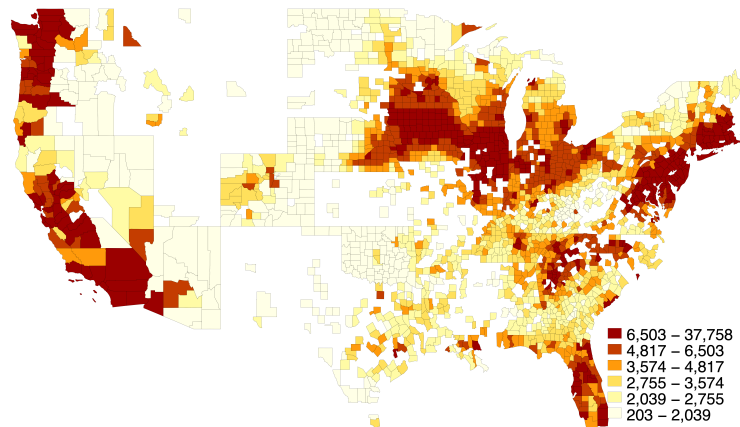 6,503 – 37,758
4,817 – 6,503
3,574 – 4,817
2,755 – 3,574
2,039 – 2,755
203 – 2,039